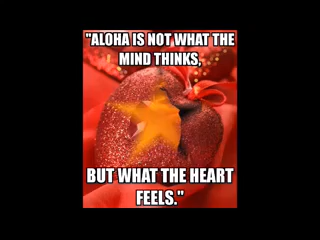 "ALOHA IS NOT WHAT THE
MIND THINKS,
BUT WHAT THE HEART
FEELS."